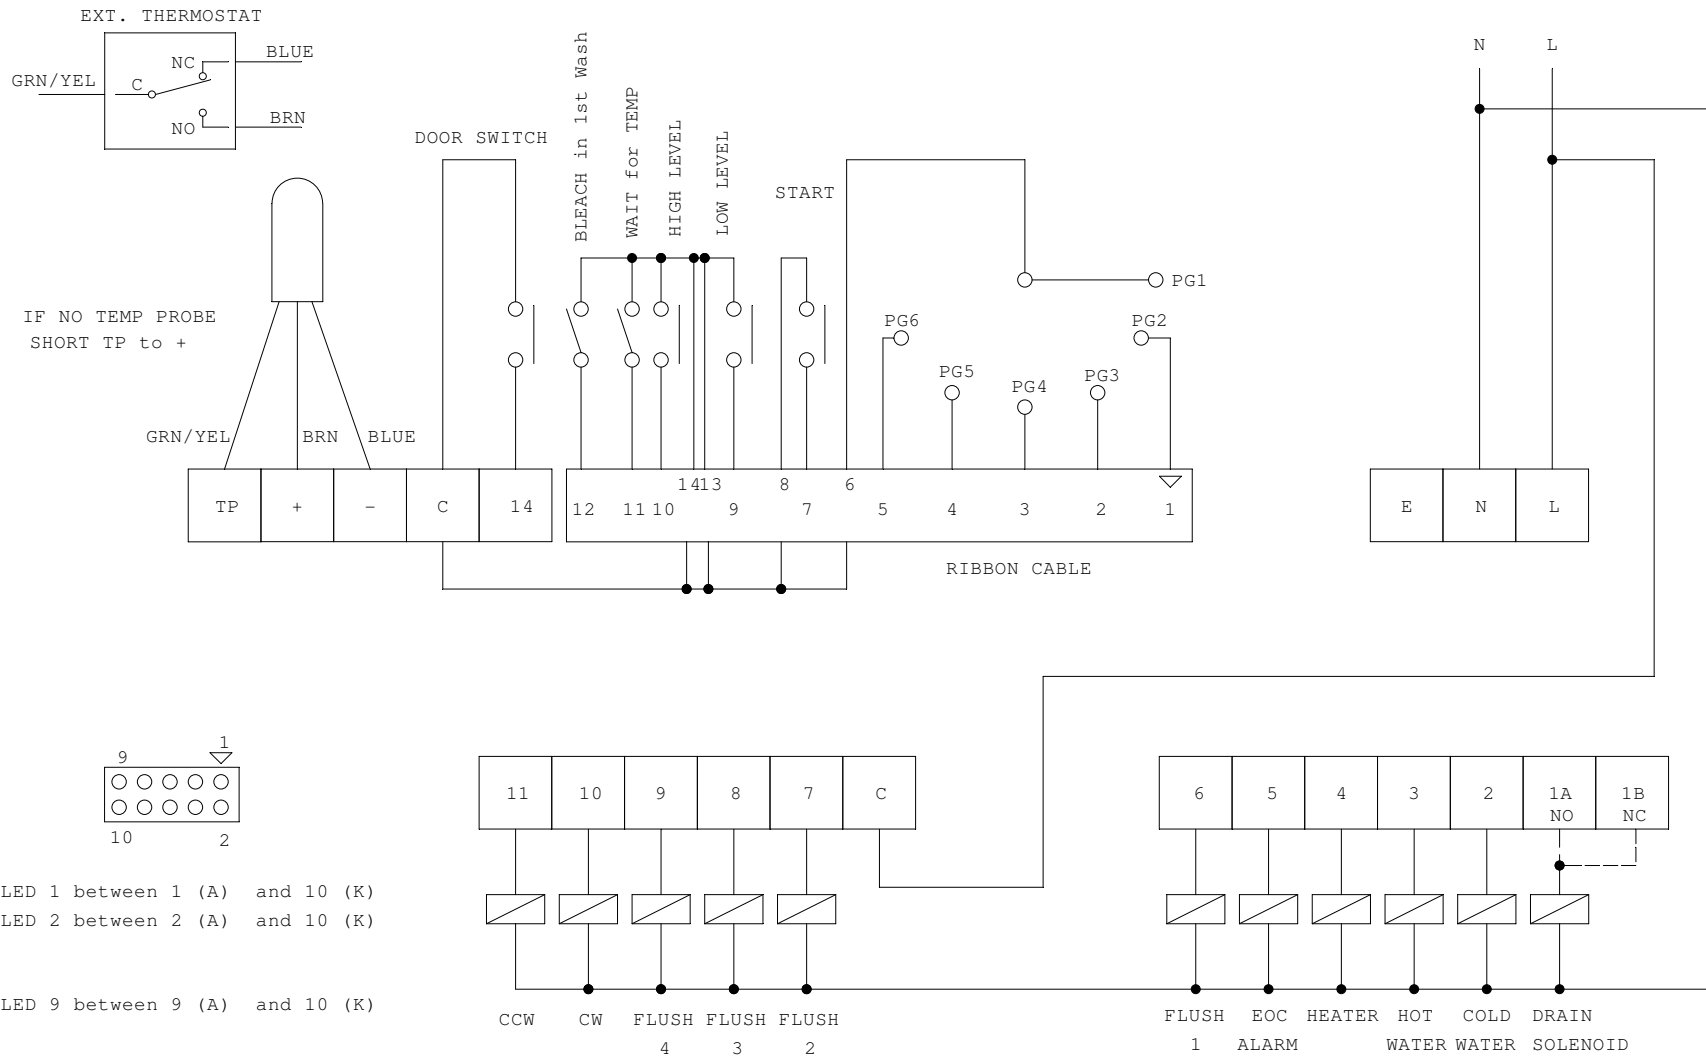 EXT. THERMOSTAT
NC
BLUE
GRN/YEL
C
NO
BRN
DOOR SWITCH
BLEACH in 1st Wash
WAIT for TEMP
HIGH LEVEL
LOW LEVEL
START
N L
PG1
PG6 PG2
PG5 PG4 PG3
IF NO TEMP PROBE
SHORT TP to +
GRN/YEL BRN BLUE
14 13 8 6
TP + - C 14 12 11 10 9 7 5 4 3 2 1 E N L
RIBBON CABLE
9 1
10 2
11 10 9 8 7 C 6 5 4 3 2 1A 1B
NO NC
LED 1 between 1 (A) and 10 (K)
LED 2 between 2 (A) and 10 (K)
LED 9 between 9 (A) and 10 (K)
CCW CW FLUSH FLUSH FLUSH FLUSH EOC HEATER HOT COLD DRAIN
4 3 2 1 ALARM WATER WATER SOLENOID